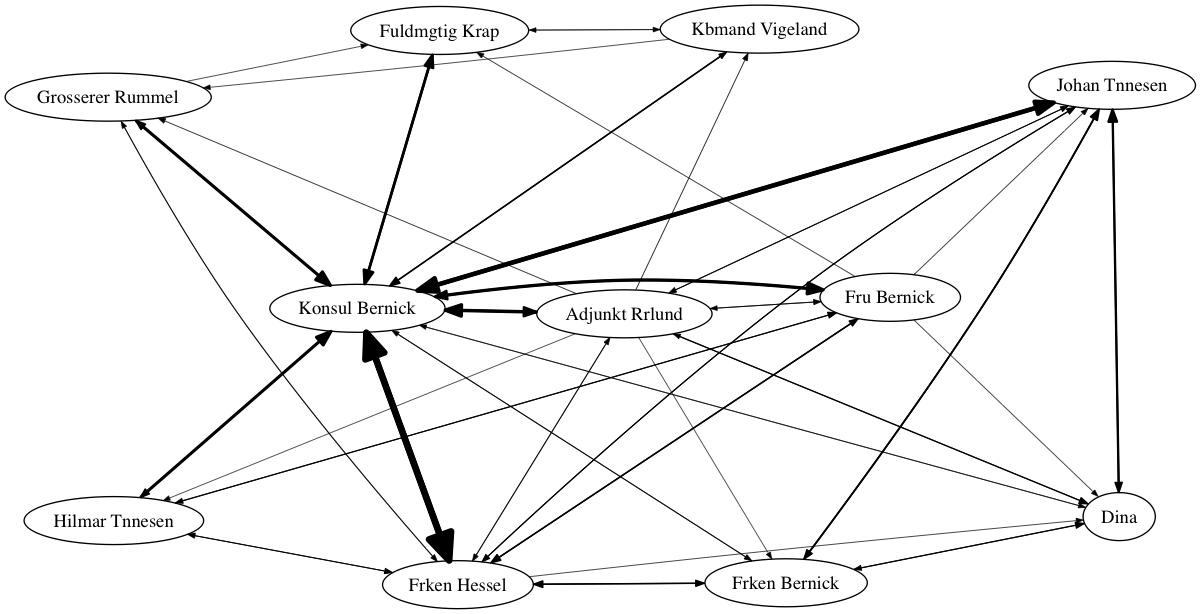 Fuldmgtig Krap
Kbmand Vigeland
Grosserer Rummel
Johan Tnnesen
Konsul Bernick
Adjunkt Rrlund
Fru Bernick
Hilmar Tnnesen
Dina
Frken Hessel
Frken Bernick